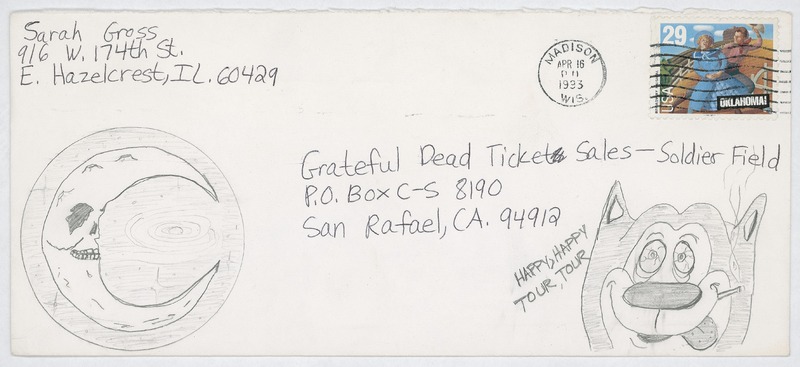 Sarah Gross
916 W. 174th St.
E. Hazelcrest, IL. 60429
MADISON
APR 16
PM
1993
WIS.
29
USA
OKLAHOMA!
Grateful Dead Tickets Sales - Soldier Field
P.O. Box C-S 8190
San Rafael, CA. 94912
HAPPY, HAPPY
TOUR, TOUR